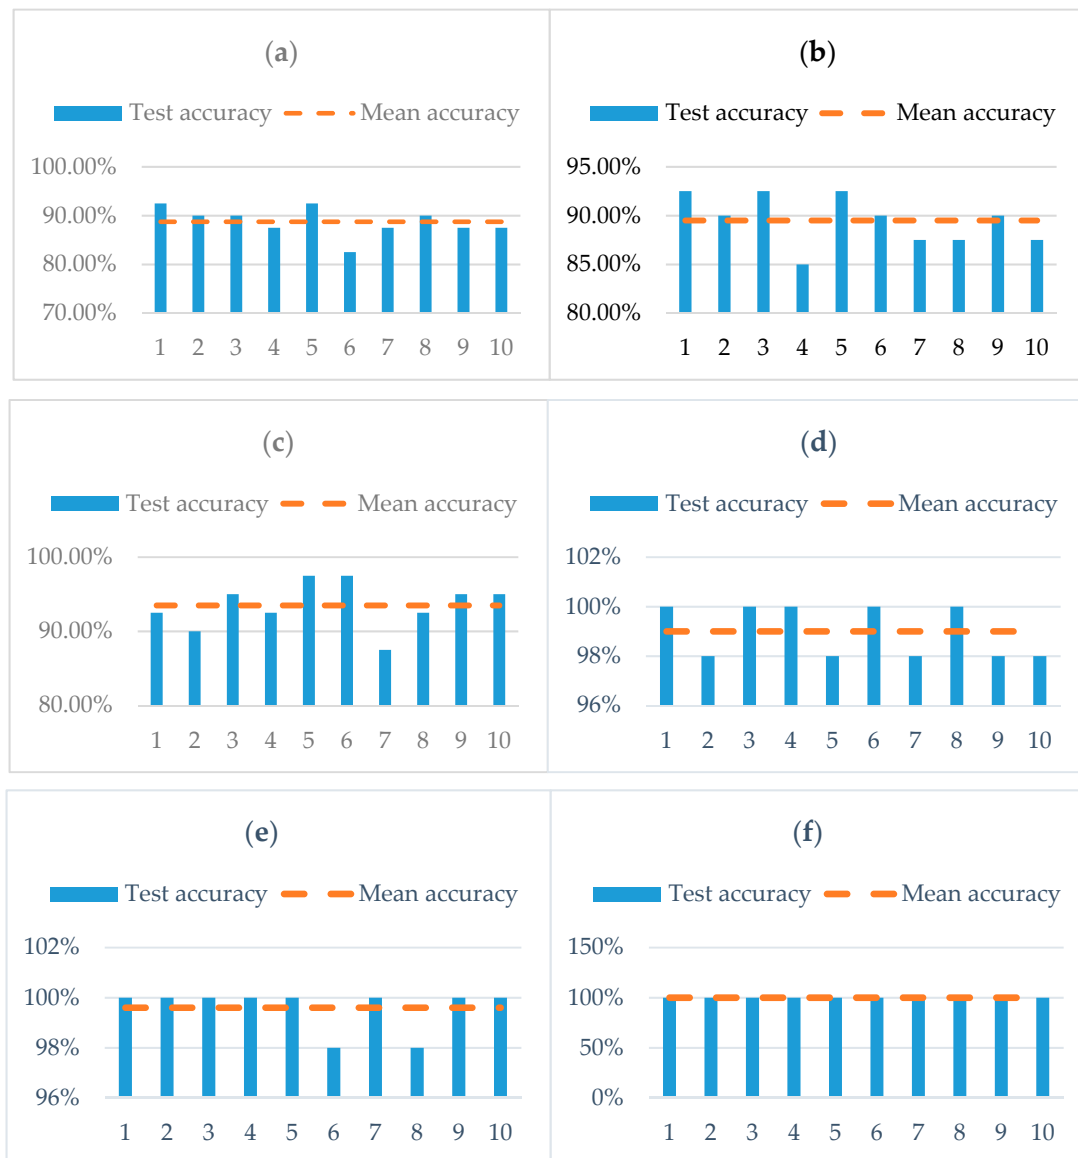 (a)
Test accuracy Mean accuracy
100.00%
90.00%
80.00%
70.00%
1 2 3 4 5 6 7 8 9 10
(b)
Test accuracy Mean accuracy
95.00%
90.00%
85.00%
80.00%
1 2 3 4 5 6 7 8 9 10
(c)
Test accuracy Mean accuracy
100.00%
90.00%
80.00%
1 2 3 4 5 6 7 8 9 10
(d)
Test accuracy Mean accuracy
102%
100%
98%
96%
1 2 3 4 5 6 7 8 9 10
(e)
Test accuracy Mean accuracy
102%
100%
98%
96%
1 2 3 4 5 6 7 8 9 10
(f)
Test accuracy Mean accuracy
150%
100%
50%
0%
1 2 3 4 5 6 7 8 9 10